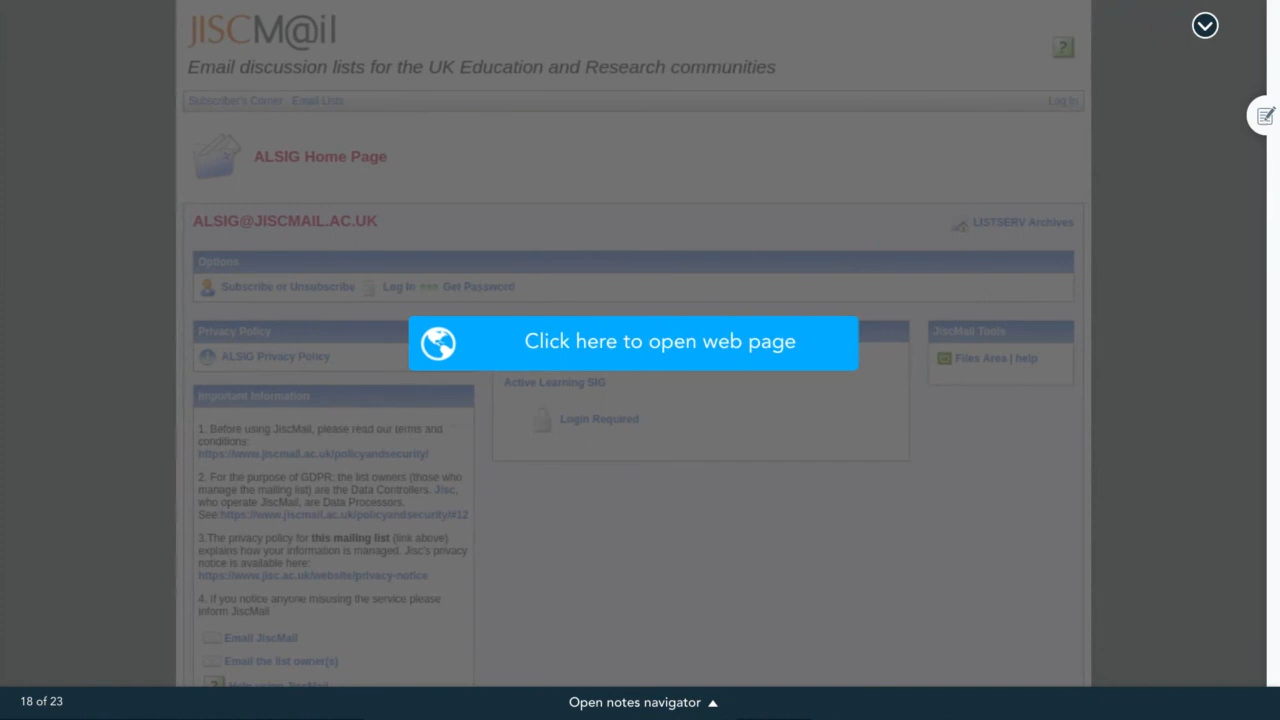 JISCM@il
Email discussion lists for the UK Education and Research communities
?
Subscriber's Corner Email Lists Log In
ALSIG Home Page
ALSIG@JISCMAIL.AC.UK
LISTSERV Archives
Options
Subscribe or Unsubscribe Log In Get Password
Privacy Policy
ALSIG Privacy Policy
Important Information
1. Before using JiscMail, please read our terms and
conditions:
https://www.jiscmail.ac.uk/policyandsecurity/
2. For the purpose of GDPR: the list owners (those who
manage the mailing list) are the Data Controllers. Jisc,
who operate JiscMail, are Data Processors.
See:https://www.jiscmail.ac.uk/policyandsecurity/#12
3.The privacy policy for this mailing list (link above)
explains how your information is managed. Jisc's privacy
notice is available here:
https://www.jisc.ac.uk/website/privacy-notice
4. If you notice anyone misusing the service please
inform JiscMail
Email JiscMail
Email the list owner(s)
? Help using JiscMail
Click here to open web page
Active Learning SIG
Login Required
JiscMail Tools
Files Area | help
18 of 23
Open notes navigator